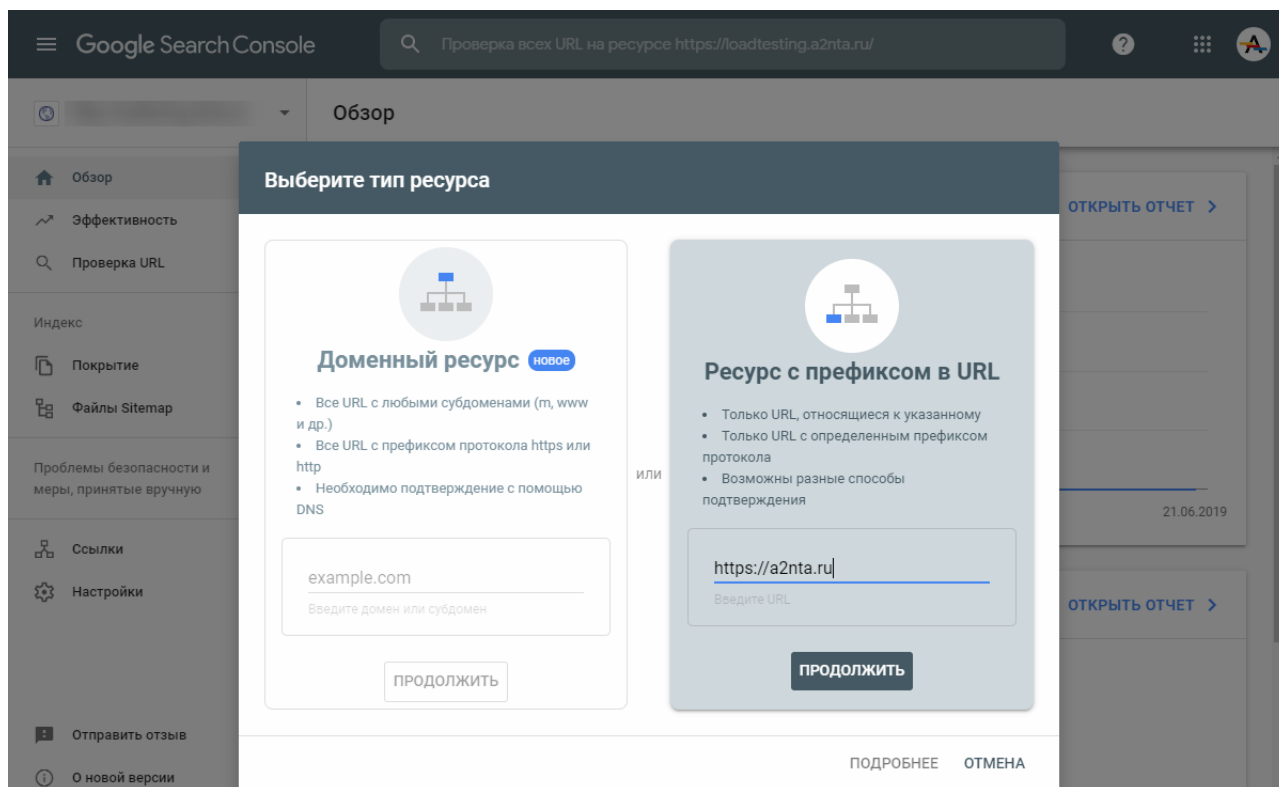 Google Search Console
Проверка всех URL на ресурсе https://loadtesting.a2nta.ru/
Обзор
Обзор
Эффективность
Проверка URL
Индекс
Покрытие
Файлы Sitemap
Проблемы безопасности и
меры, принятые вручную
Ссылки
Настройки
Отправить отзыв
О новой версии
Выберите тип ресурса
Доменный ресурс новое
• Все URL с любыми субдоменами (m, www
и др.)
• Все URL с префиксом протокола https или
http
• Необходимо подтверждение с помощью
DNS
example.com
Введите домен или субдомен
ПРОДОЛЖИТЬ
или
Ресурс с префиксом в URL
• Только URL, относящиеся к указанному
• Только URL с определенным префиксом
протокола
• Возможны разные способы
подтверждения
https://a2nta.ru
Введите URL
ПРОДОЛЖИТЬ
ПОДРОБНЕЕ ОТМЕНА
ОТКРЫТЬ ОТЧЕТ
21.06.2019
ОТКРЫТЬ ОТЧЕТ